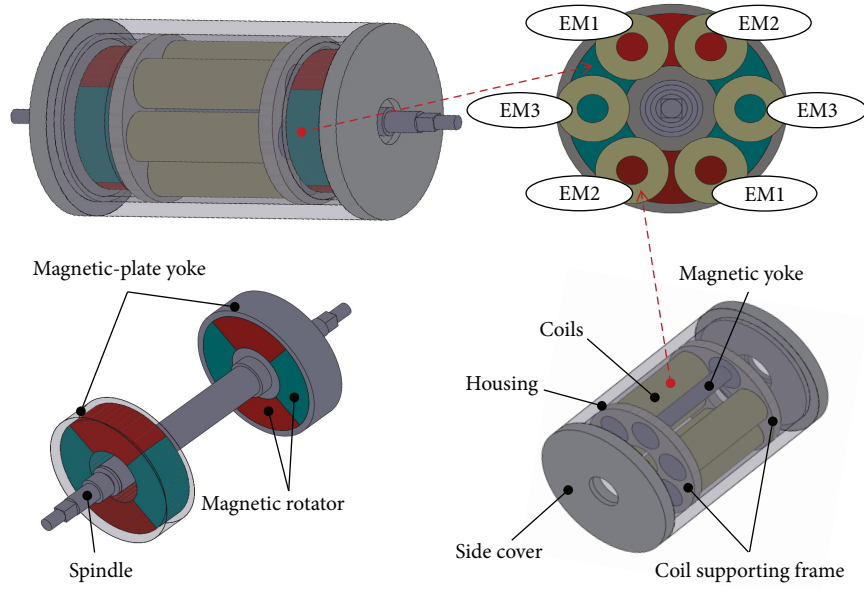 EM1
EM2
EM3
EM3
EM2
EM1
Magnetic-plate yoke
Magnetic yoke
Coils
Housing
Magnetic rotator
Side cover
Spindle
Coil supporting frame